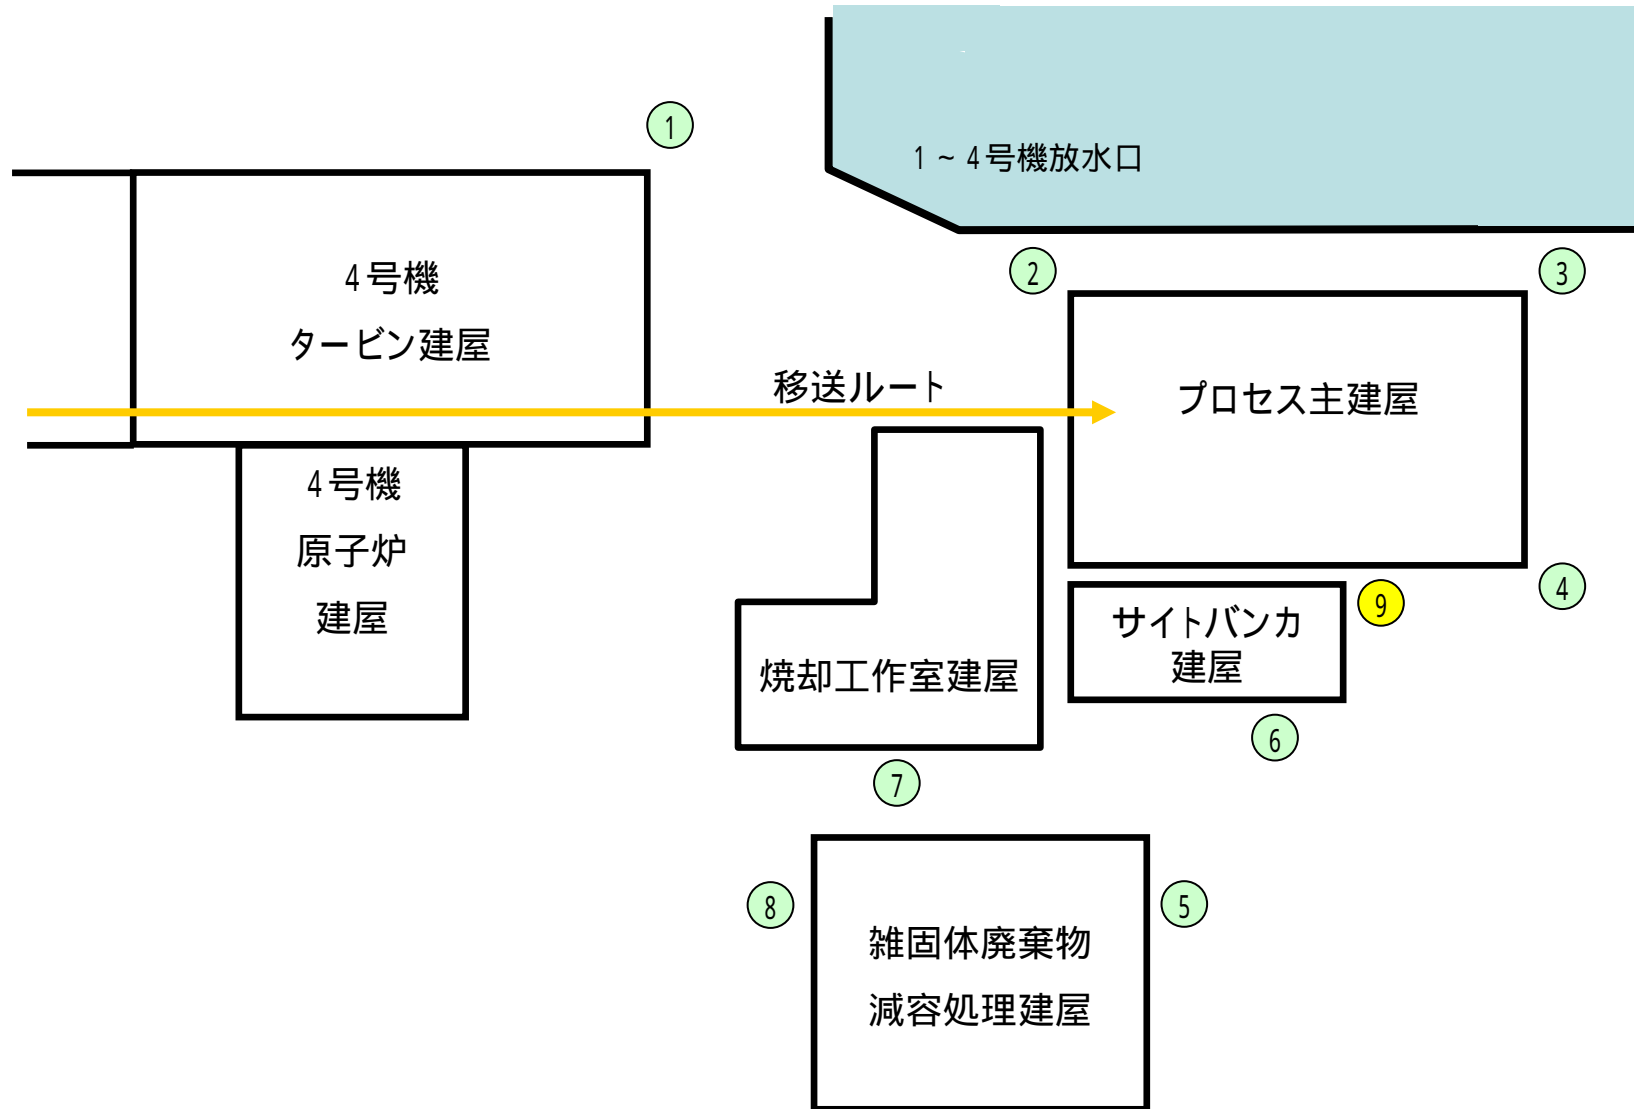 1
1 ~ 4号機放水口
2
3
4号機
タービン建屋
移送ルート
プロセス主建屋
4号機
原子炉
建屋
4
9
サイトバンカ
建屋
焼却工作室建屋
6
7
8
5
雑固体廃棄物
減容処理建屋